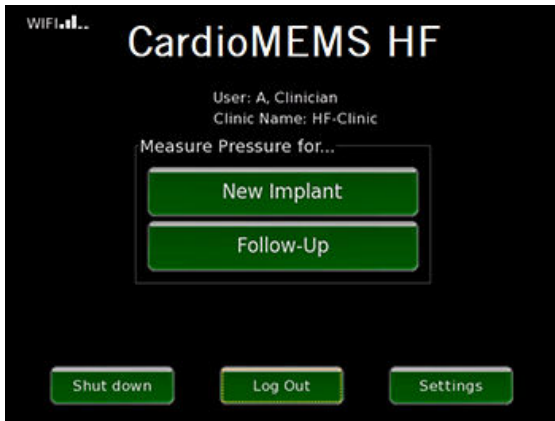 WIFI
CardioMEMS HF
User: A, Clinician
Clinic Name: HF-Clinic
Measure Pressure for...
New Implant
Follow-Up
Shut down
Log Out
Settings